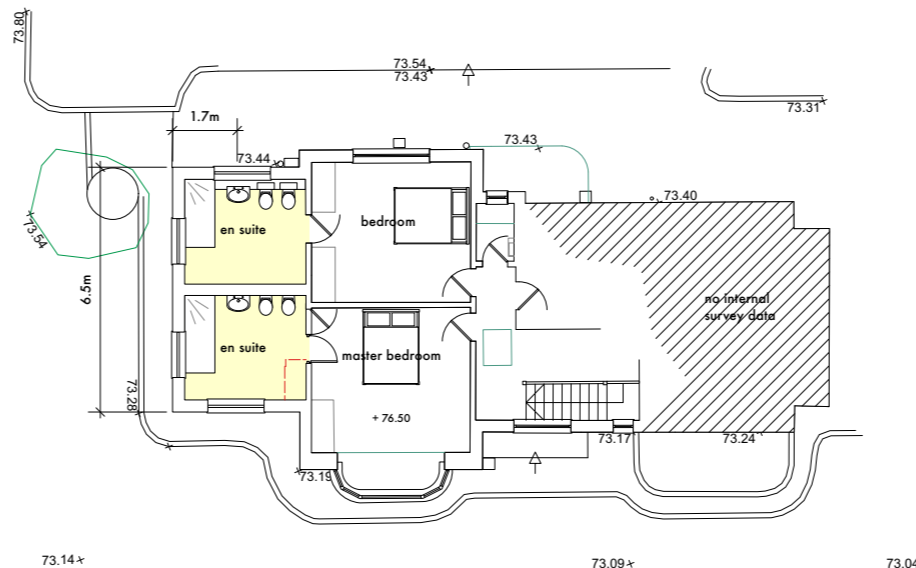 73.80
73.54
73.43
73.31
1.7m
73.44
73.43
73.40
bedroom
en suite
73.54
6.5m
no internal
survey data
en suite
master bedroom
73.28
+ 76.50
73.17
73.24
73.19
73.14
73.09
73.04